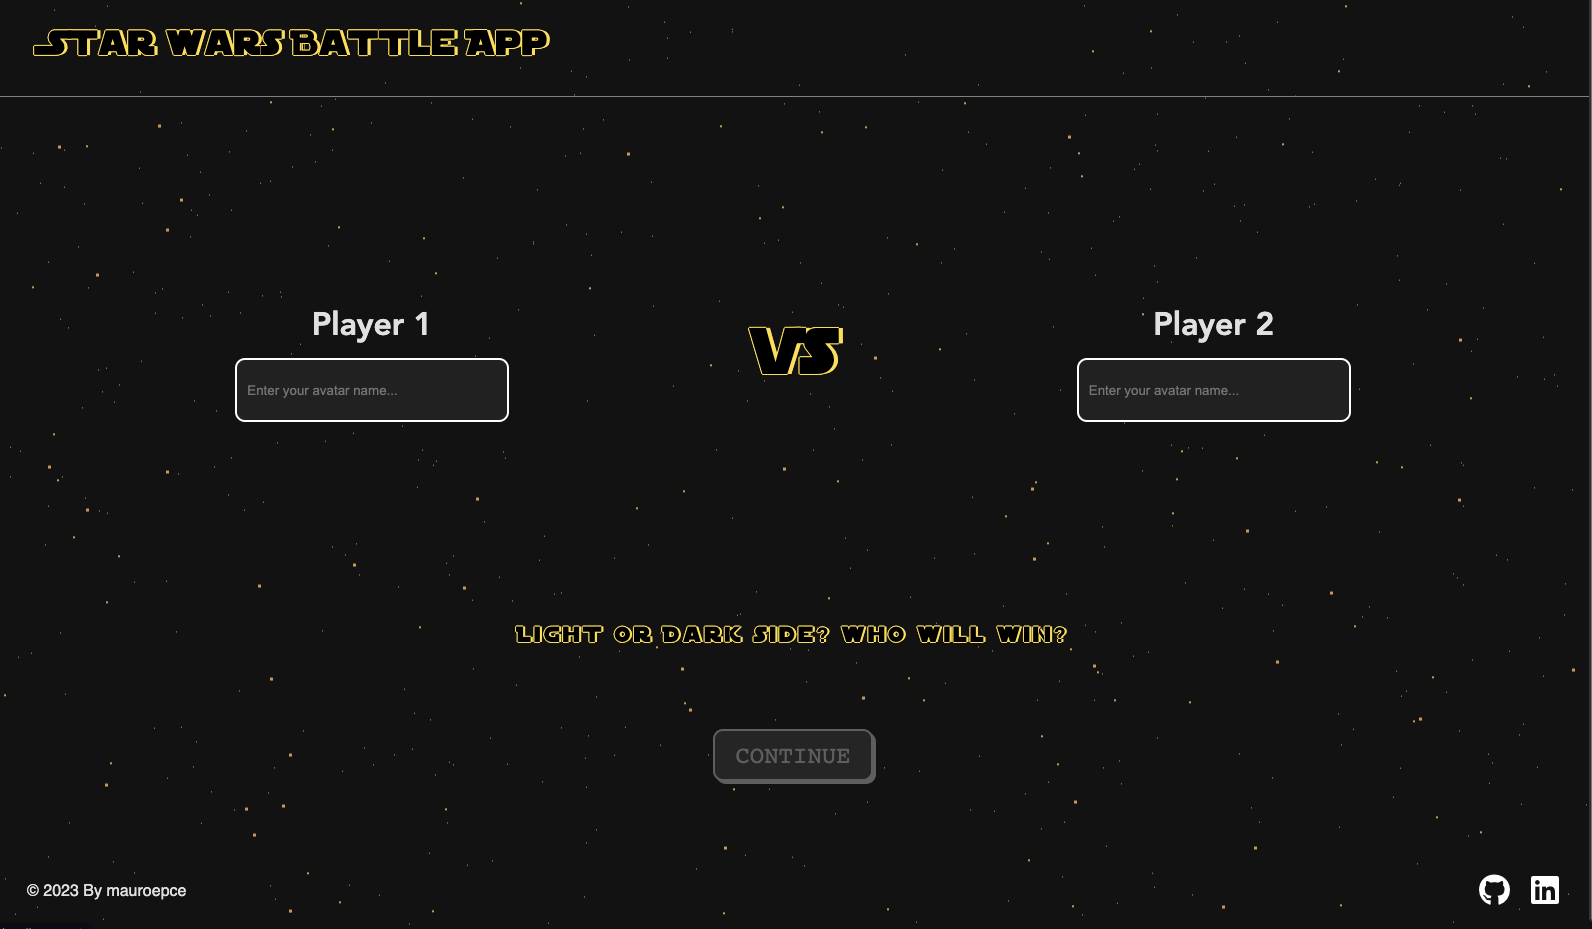 STAR WARS BATTLE APP
Player 1
VS
Player 2
Enter your avatar name...
Enter your avatar name...
LIGHT OR DARK SIDE? WHO WILL WIN?
CONTINUE
© 2023 By mauroepce
in